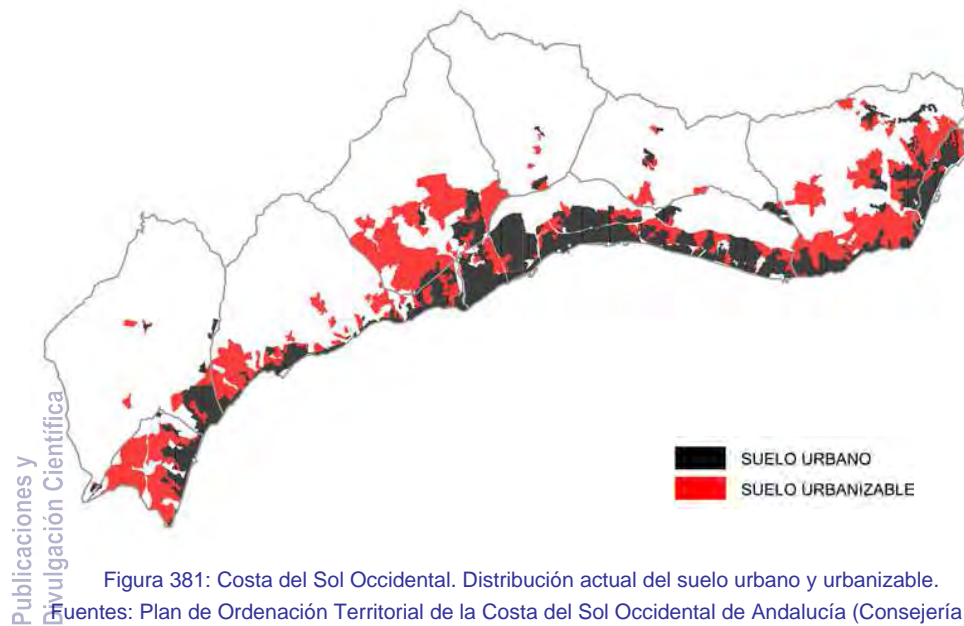 SUELO URBANO
SUELO URBANIZABLE
Publicaciones y
Divulgación Científica
Figura 381: Costa del Sol Occidental. Distribución actual del suelo urbano y urbanizable.
Fuentes: Plan de Ordenación Territorial de la Costa del Sol Occidental de Andalucía (Consejería